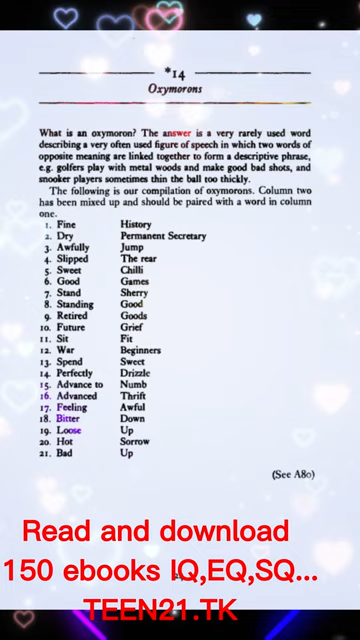 *14
Oxymorons
What is an oxymoron? The answer is a very rarely used word
describing a very often used figure of speech in which two words of
opposite meaning are linked together to form a descriptive phrase,
e.g. golfers play with metal woods and make good bad shots, and
snooker players sometimes thin the ball too thickly.
The following is our compilation of oxymorons. Column two
has been mixed up and should be paired with a word in column
one.
1. Fine History
2. Dry Permanent Secretary
3. Awfully Jump
4. Slipped The rear
5. Sweet Chilli
6. Good Games
7. Stand Sherry
8. Standing Good
9. Retired Goods
10. Future Grief
11. Sit Fit
12. War Beginners
13. Spend Sweet
14. Perfectly Drizzle
15. Advance to Numb
16. Advanced Thrift
17. Feeling Awful
18. Bitter Down
19. Loose Up
20. Hot Sorrow
21. Bad Up
(See A80)
Read and download
150 ebooks IQ,EQ,SQ...
TEEN21.TK